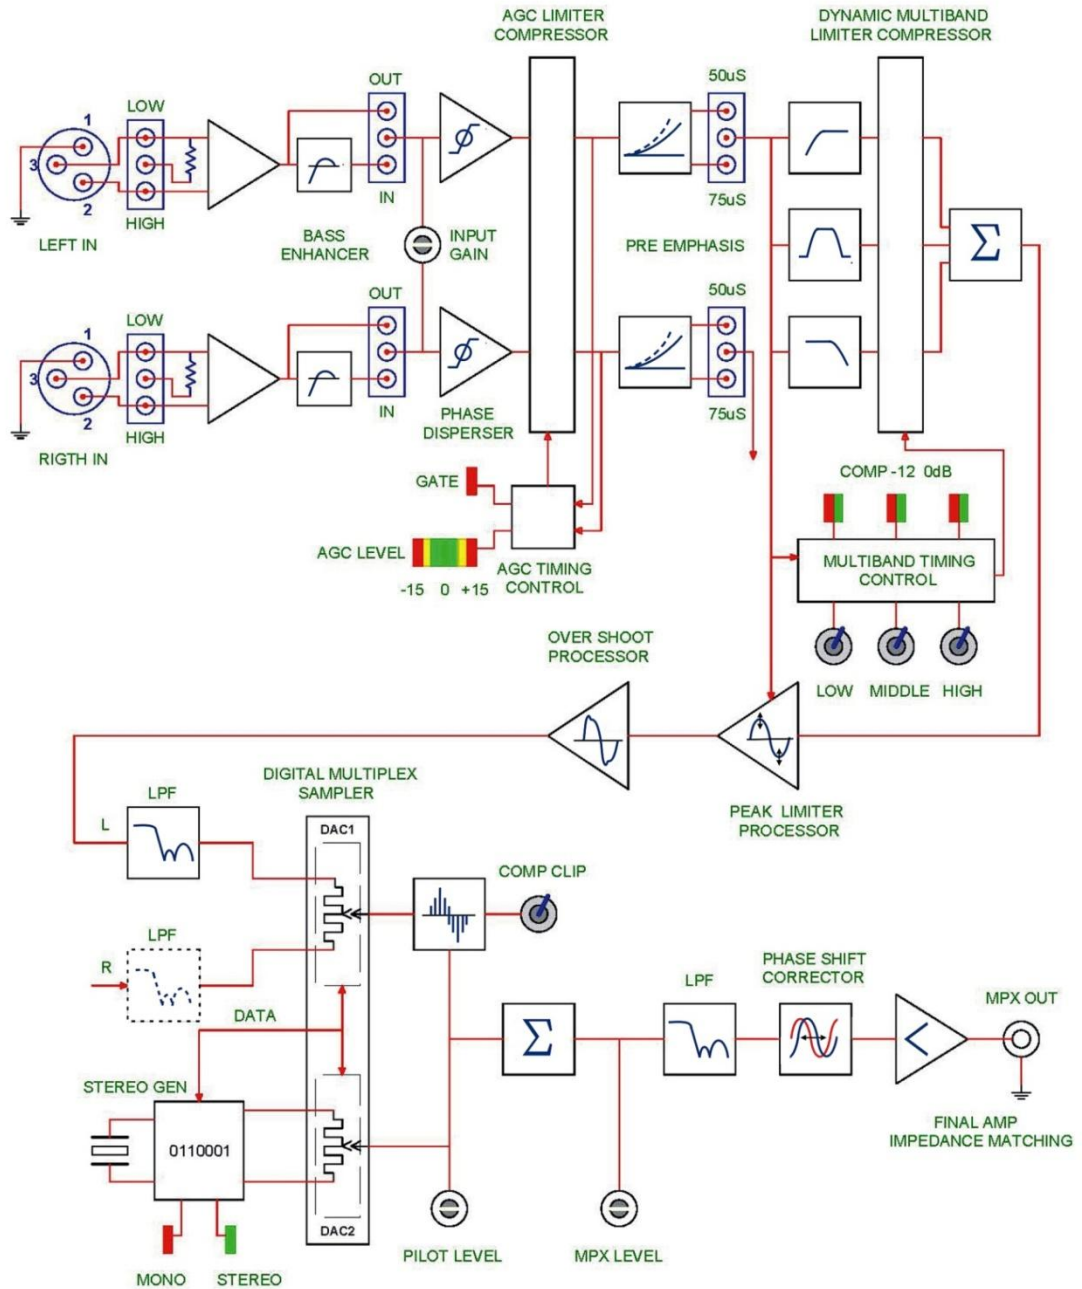 AGC LIMITER
COMPRESSOR
DYNAMIC MULTIBAND
LIMITER COMPRESSOR
OUT
50uS
LOW
1
3
2
HIGH
LEFT IN
BASS
ENHANCER
IN
INPUT
GAIN
75uS
PRE EMPHASIS
Σ
OUT
50uS
LOW
1
3
2
HIGH
RIGTH IN
IN
PHASE
DISPERSER
75uS
GATE
AGC LEVEL
-15 0 +15
AGC TIMING
CONTROL
COMP -12 0dB
MULTIBAND TIMING
CONTROL
LOW
MIDDLE
HIGH
OVER SHOOT
PROCESSOR
PEAK LIMITER
PROCESSOR
DIGITAL MULTIPLEX
SAMPLER
LPF
L
DAC1
COMP CLIP
LPF
R
DATA
STEREO GEN
0110001
DAC2
MONO
STEREO
PILOT LEVEL
Σ
MPX LEVEL
LPF
PHASE SHIFT
CORRECTOR
MPX OUT
FINAL AMP
IMPEDANCE MATCHING